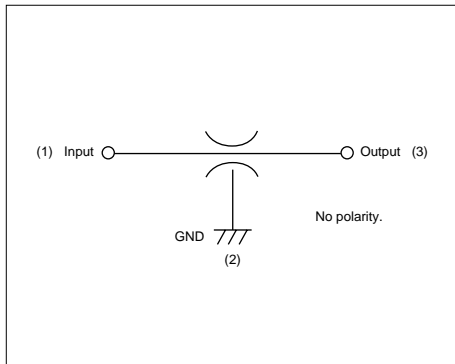 (1) Input Output (3)
No polarity.
GND
(2)